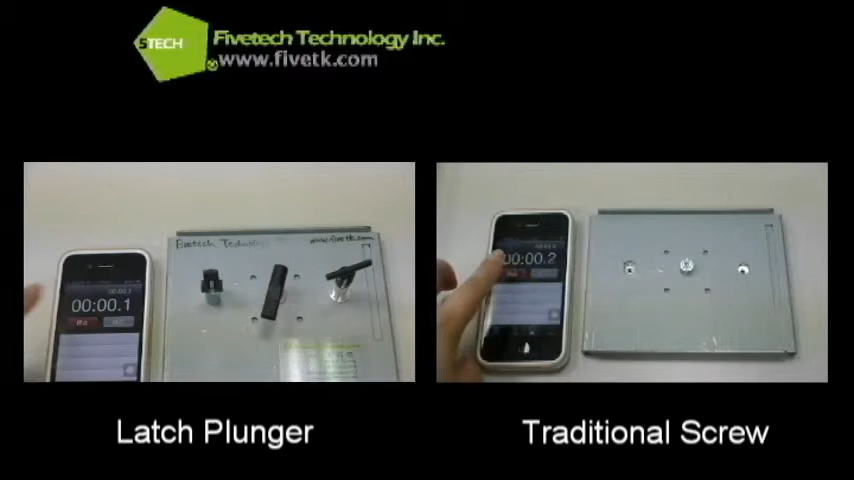 5TECH
Fivetech Technology Inc.
www.fivetk.com
Fivetech Technology
www.fivetk.com
00:00.1
00:00.2
Latch Plunger
Traditional Screw